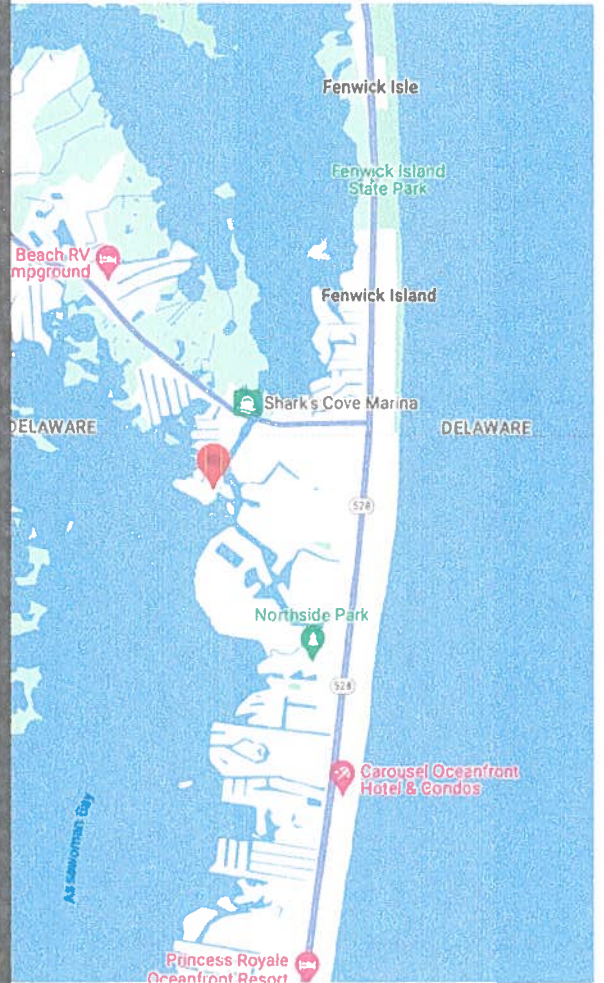 Fenwick Isle
Fenwick Island
State Park
Beach RV
mpground
Fenwick Island
Shark's Cove Marina
DELAWARE
DELAWARE
528
Northside Park
528
Carousel Oceanfront
Hotel & Condos
Assawoman Bay
Princess Royale
Oceanfront Resort